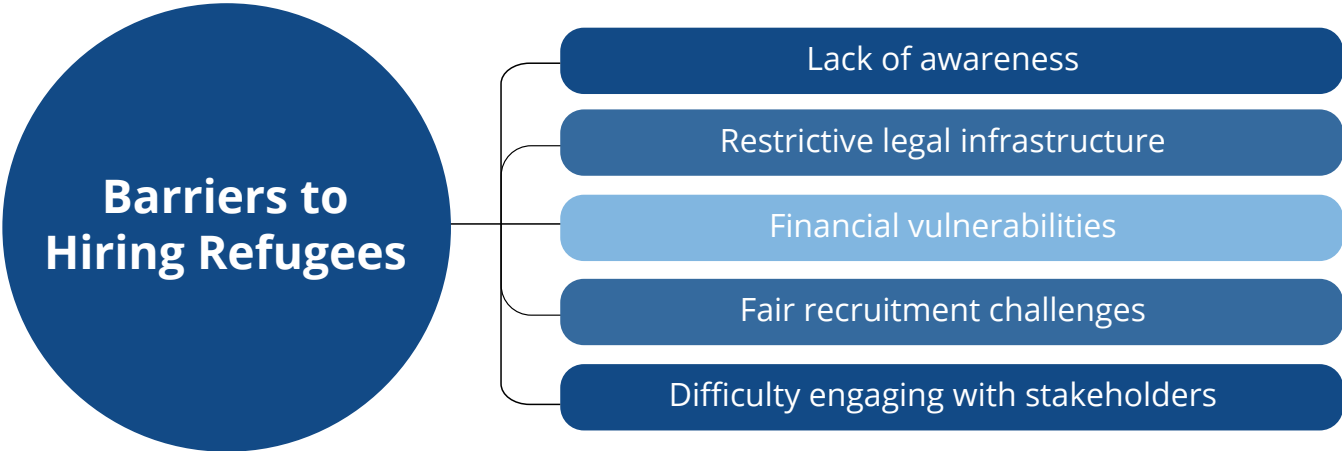 Barriers to
Hiring Refugees
Lack of awareness
Restrictive legal infrastructure
Financial vulnerabilities
Fair recruitment challenges
Difficulty engaging with stakeholders